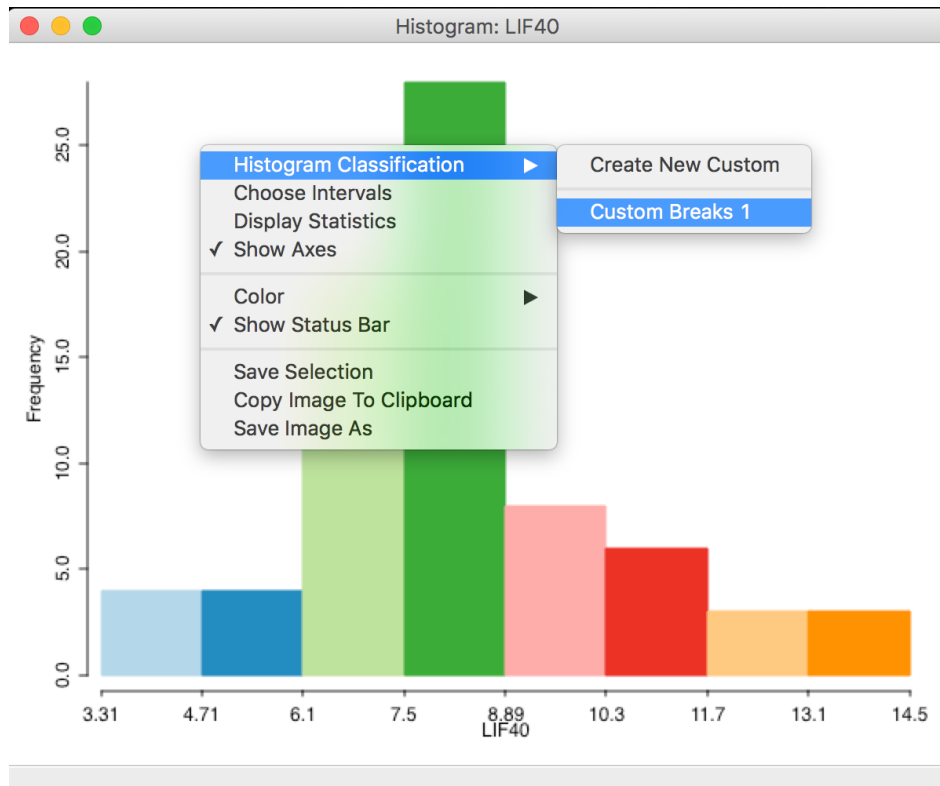 Histogram: LIF40
Histogram Classification
Choose Intervals
Display Statistics
✓ Show Axes
Color
✓ Show Status Bar
Save Selection
Copy Image To Clipboard
Save Image As
Create New Custom
Custom Breaks 1
Frequency
25.0
20.0
15.0
10.0
5.0
0.0
3.31 4.71 6.1 7.5 8.89 10.3 11.7 13.1 14.5
LIF40